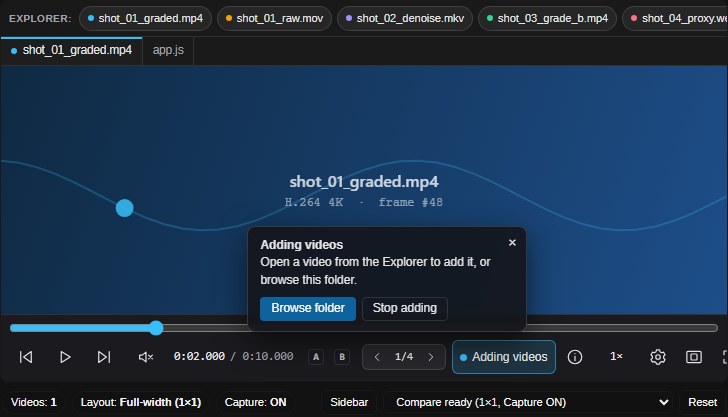 EXPLORER: shot_01_graded.mp4 shot_01_raw.mov shot_02_denoise.mkv shot_03_grade_b.mp4 shot_04_proxy.we
shot_01_graded.mp4 app.js
shot_01_graded.mp4
H.264 4K · frame #48
Adding videos ×
Open a video from the Explorer to add it, or
browse this folder.
Browse folder Stop adding
0:02.000 / 0:10.000 A B 1/4 Adding videos 1×
Videos: 1 Layout: Full-width (1×1) Capture: ON Sidebar Compare ready (1×1, Capture ON) Reset